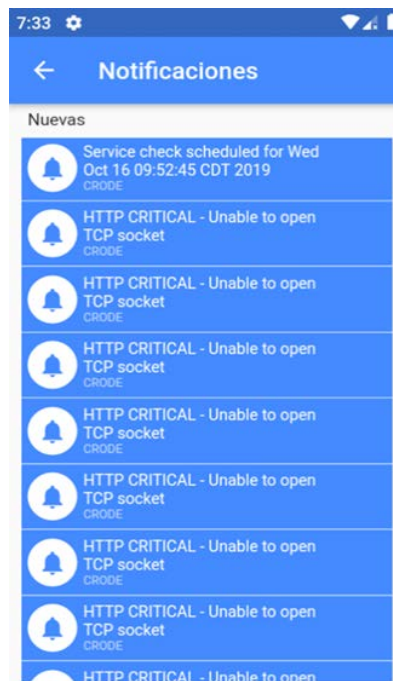 7:33
Notificaciones
Nuevas
Service check scheduled for Wed
Oct 16 09:52:45 CDT 2019
CRODE
HTTP CRITICAL - Unable to open
TCP socket
CRODE
HTTP CRITICAL - Unable to open
TCP socket
CRODE
HTTP CRITICAL - Unable to open
TCP socket
CRODE
HTTP CRITICAL - Unable to open
TCP socket
CRODE
HTTP CRITICAL - Unable to open
TCP socket
CRODE
HTTP CRITICAL - Unable to open
TCP socket
CRODE
HTTP CRITICAL - Unable to open
TCP socket
CRODE
HTTP CRITICAL - Unable to open